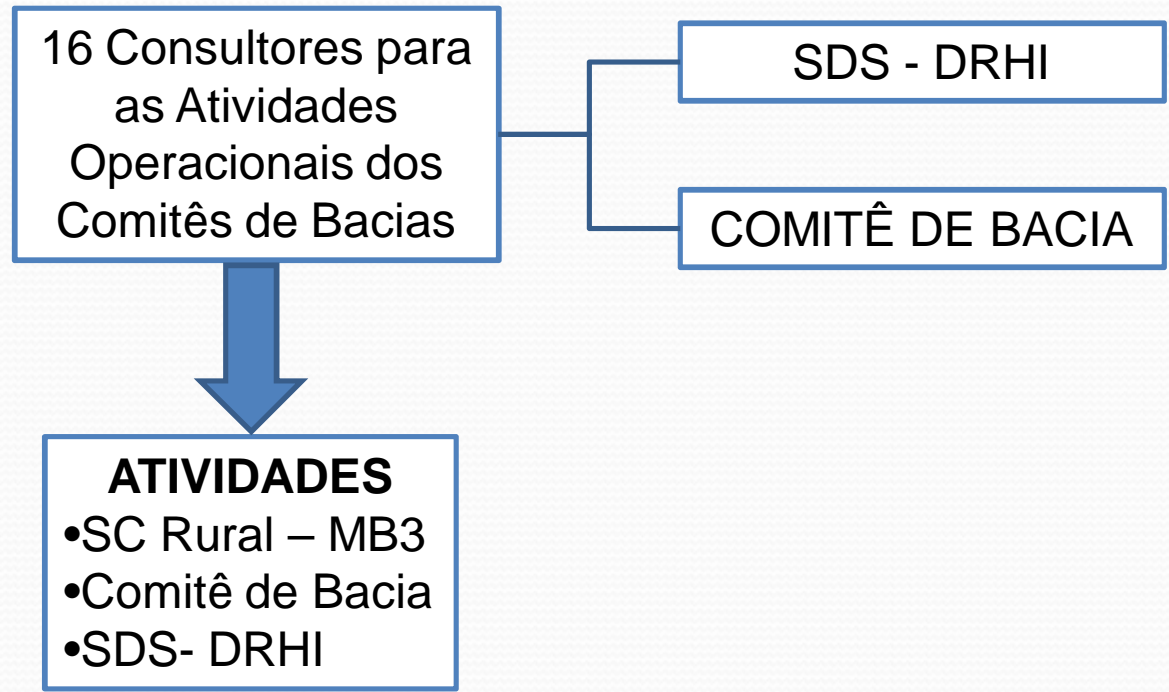 16 Consultores para
as Atividades
Operacionais dos
Comitês de Bacias
SDS - DRHI
COMITÊ DE BACIA
ATIVIDADES
•SC Rural – MB3
•Comitê de Bacia
•SDS- DRHI